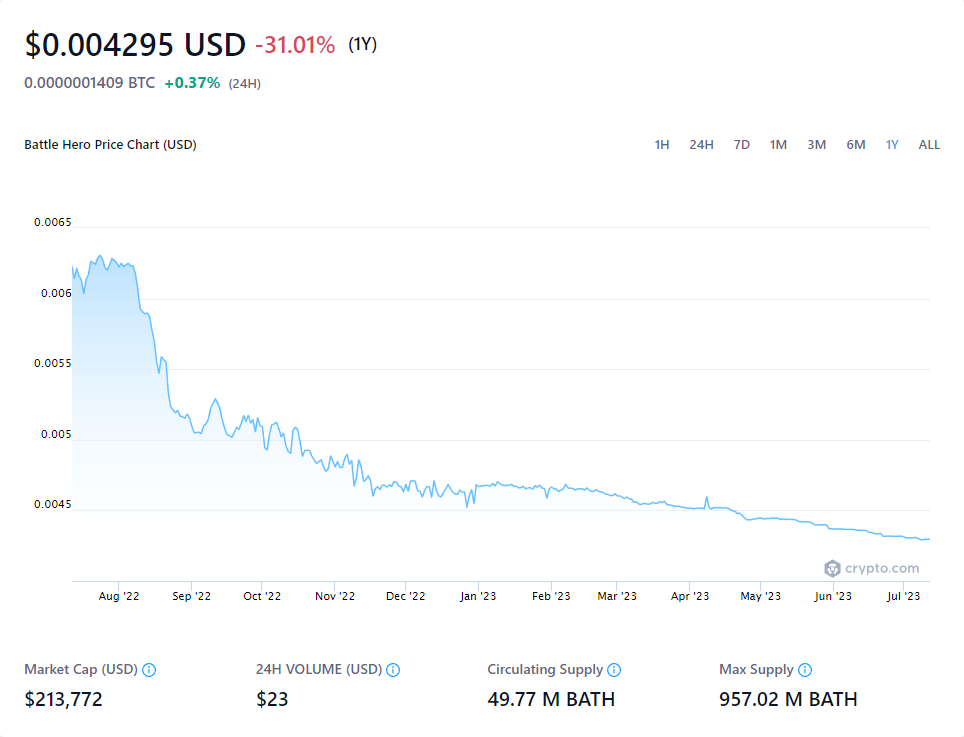 $0.004295 USD -31.01% (1Y)
0.0000001409 BTC +0.37% (24H)
Battle Hero Price Chart (USD) 1H 24H 7D 1M 3M 6M 1Y ALL
0.0065
0.006
0.0055
0.005
0.0045
crypto.com
Aug '22 Sep '22 Oct '22 Nov '22 Dec '22 Jan '23 Feb '23 Mar '23 Apr '23 May '23 Jun '23 Jul '23
Market Cap (USD) 24H VOLUME (USD) Circulating Supply Max Supply
$213,772 $23 49.77 M BATH 957.02 M BATH